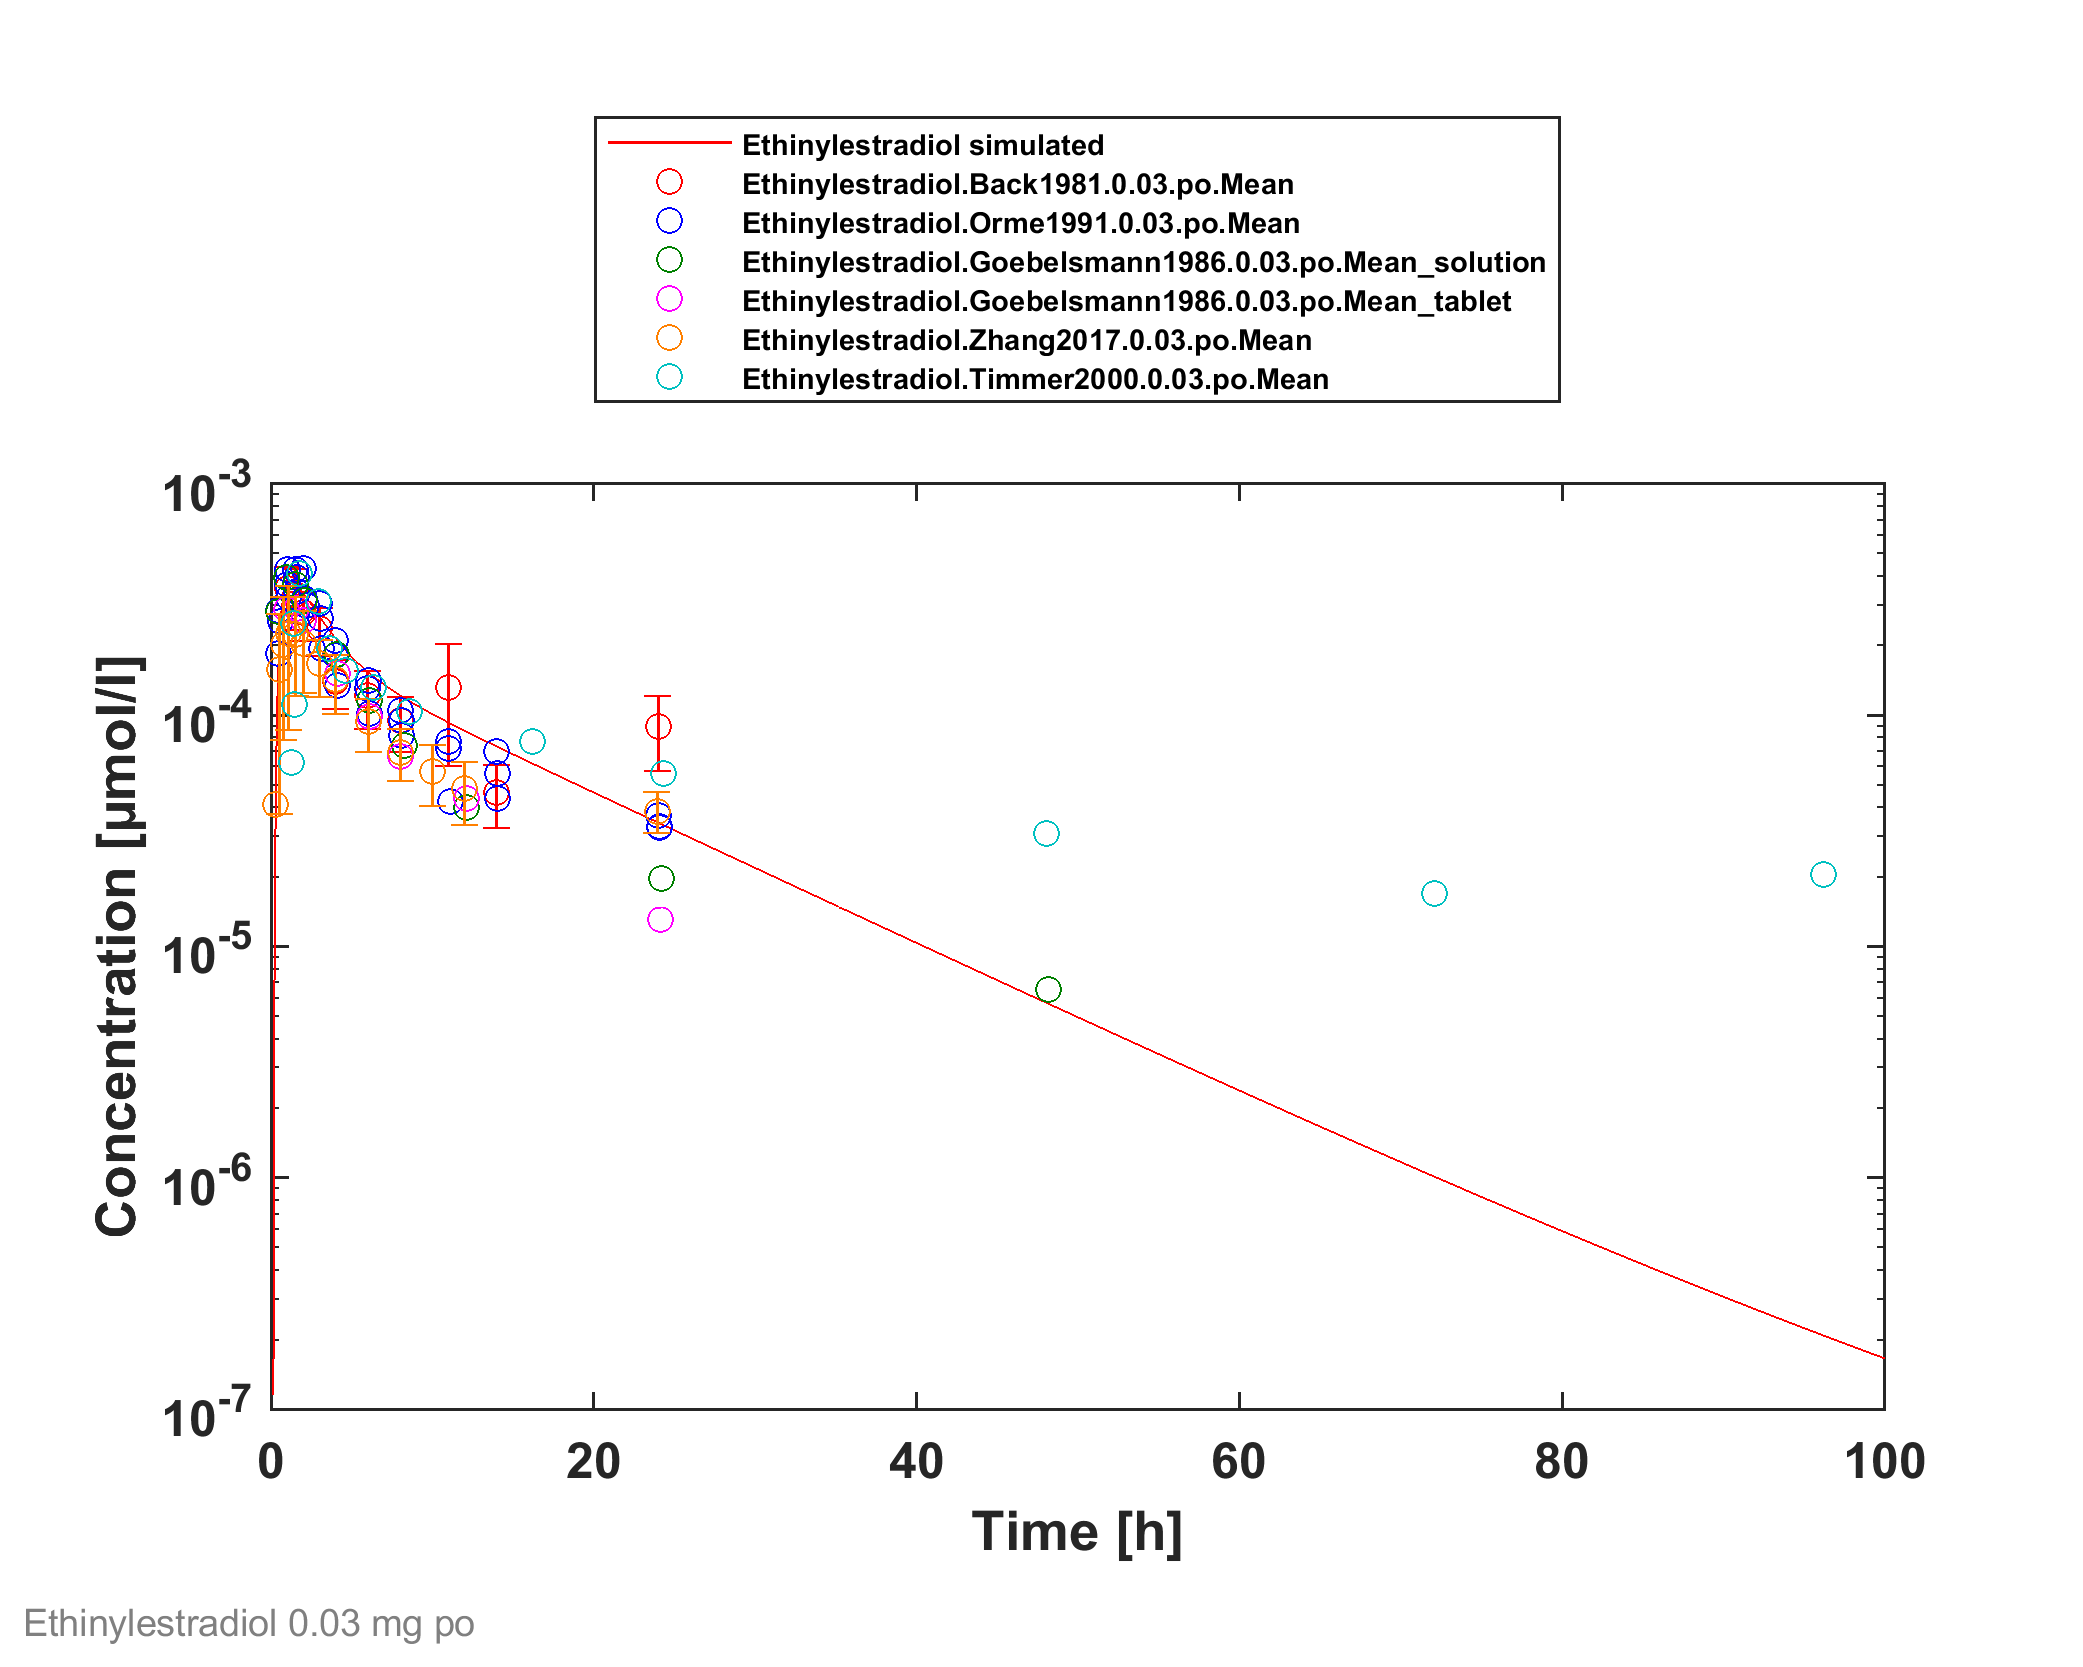 Ethinylestradiol simulated
Ethinylestradiol.Back1981.0.03.po.Mean
Ethinylestradiol.Orme1991.0.03.po.Mean
Ethinylestradiol.Goebelsmann1986.0.03.po.Mean_solution
Ethinylestradiol.Goebelsmann1986.0.03.po.Mean_tablet
Ethinylestradiol.Zhang2017.0.03.po.Mean
Ethinylestradiol.Timmer2000.0.03.po.Mean
10^-3
10^-4
10^-5
10^-6
10^-7
Concentration [µmol/l]
0 20 40 60 80 100
Time [h]
Ethinylestradiol 0.03 mg po